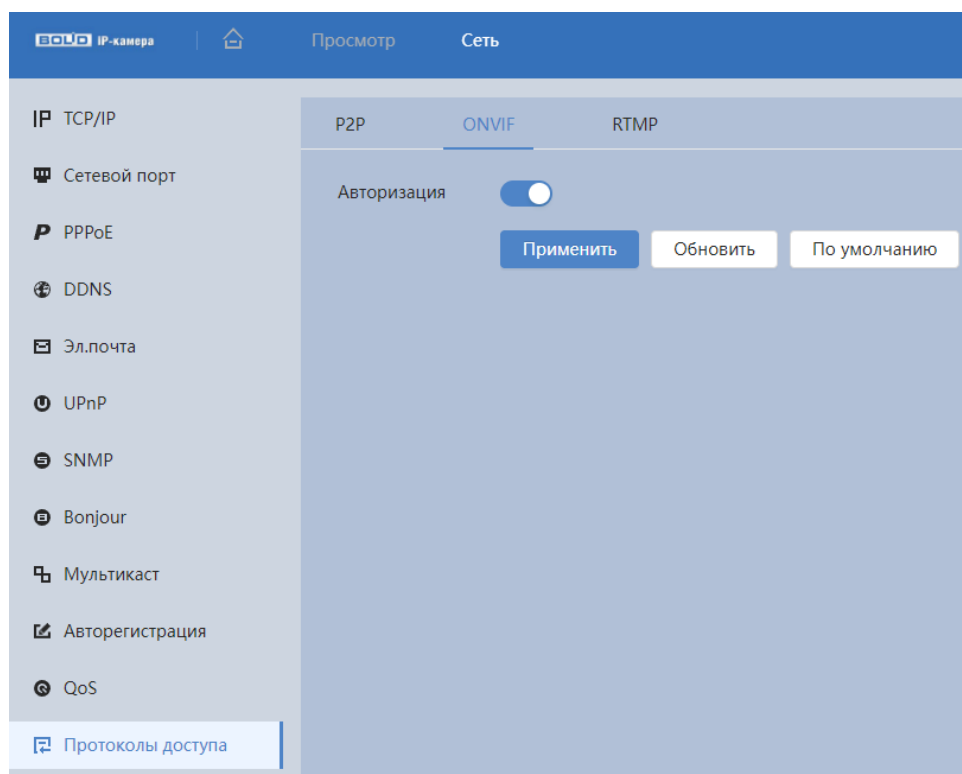 BOLID IP-камера
Просмотр
Сеть
TCP/IP
Сетевой порт
PPPoE
DDNS
Эл.почта
UPnP
SNMP
Bonjour
Мультикаст
Авторегистрация
QoS
Протоколы доступа
P2P
ONVIF
RTMP
Авторизация
Применить
Обновить
По умолчанию